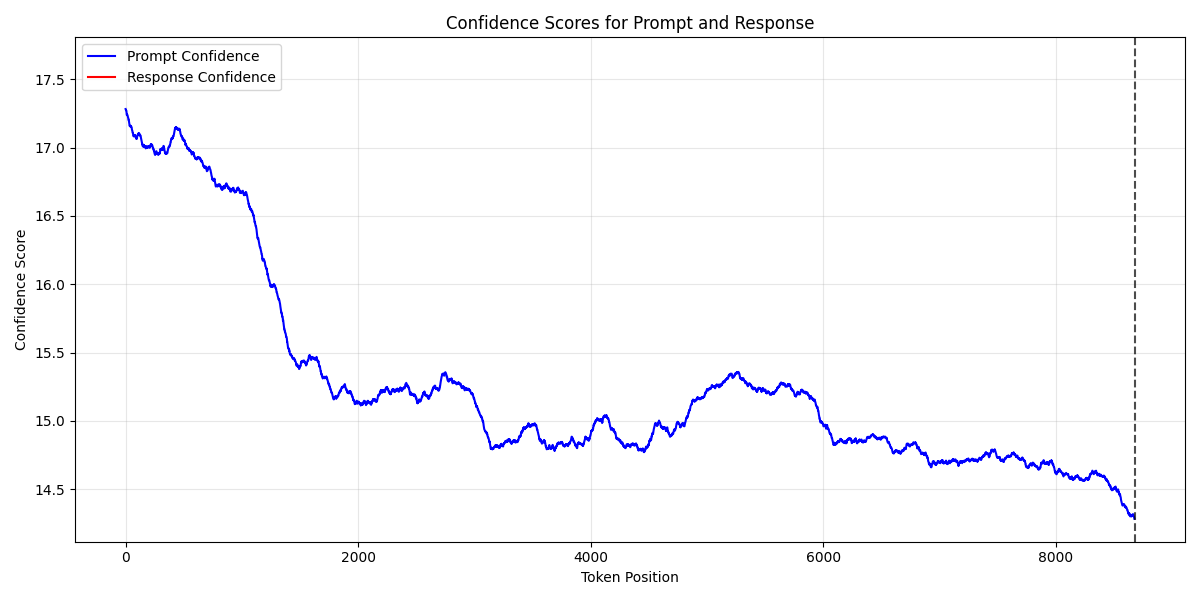 Confidence Scores for Prompt and Response
Prompt Confidence
Response Confidence
Confidence Score
17.5
17.0
16.5
16.0
15.5
15.0
14.5
0 2000 4000 6000 8000
Token Position